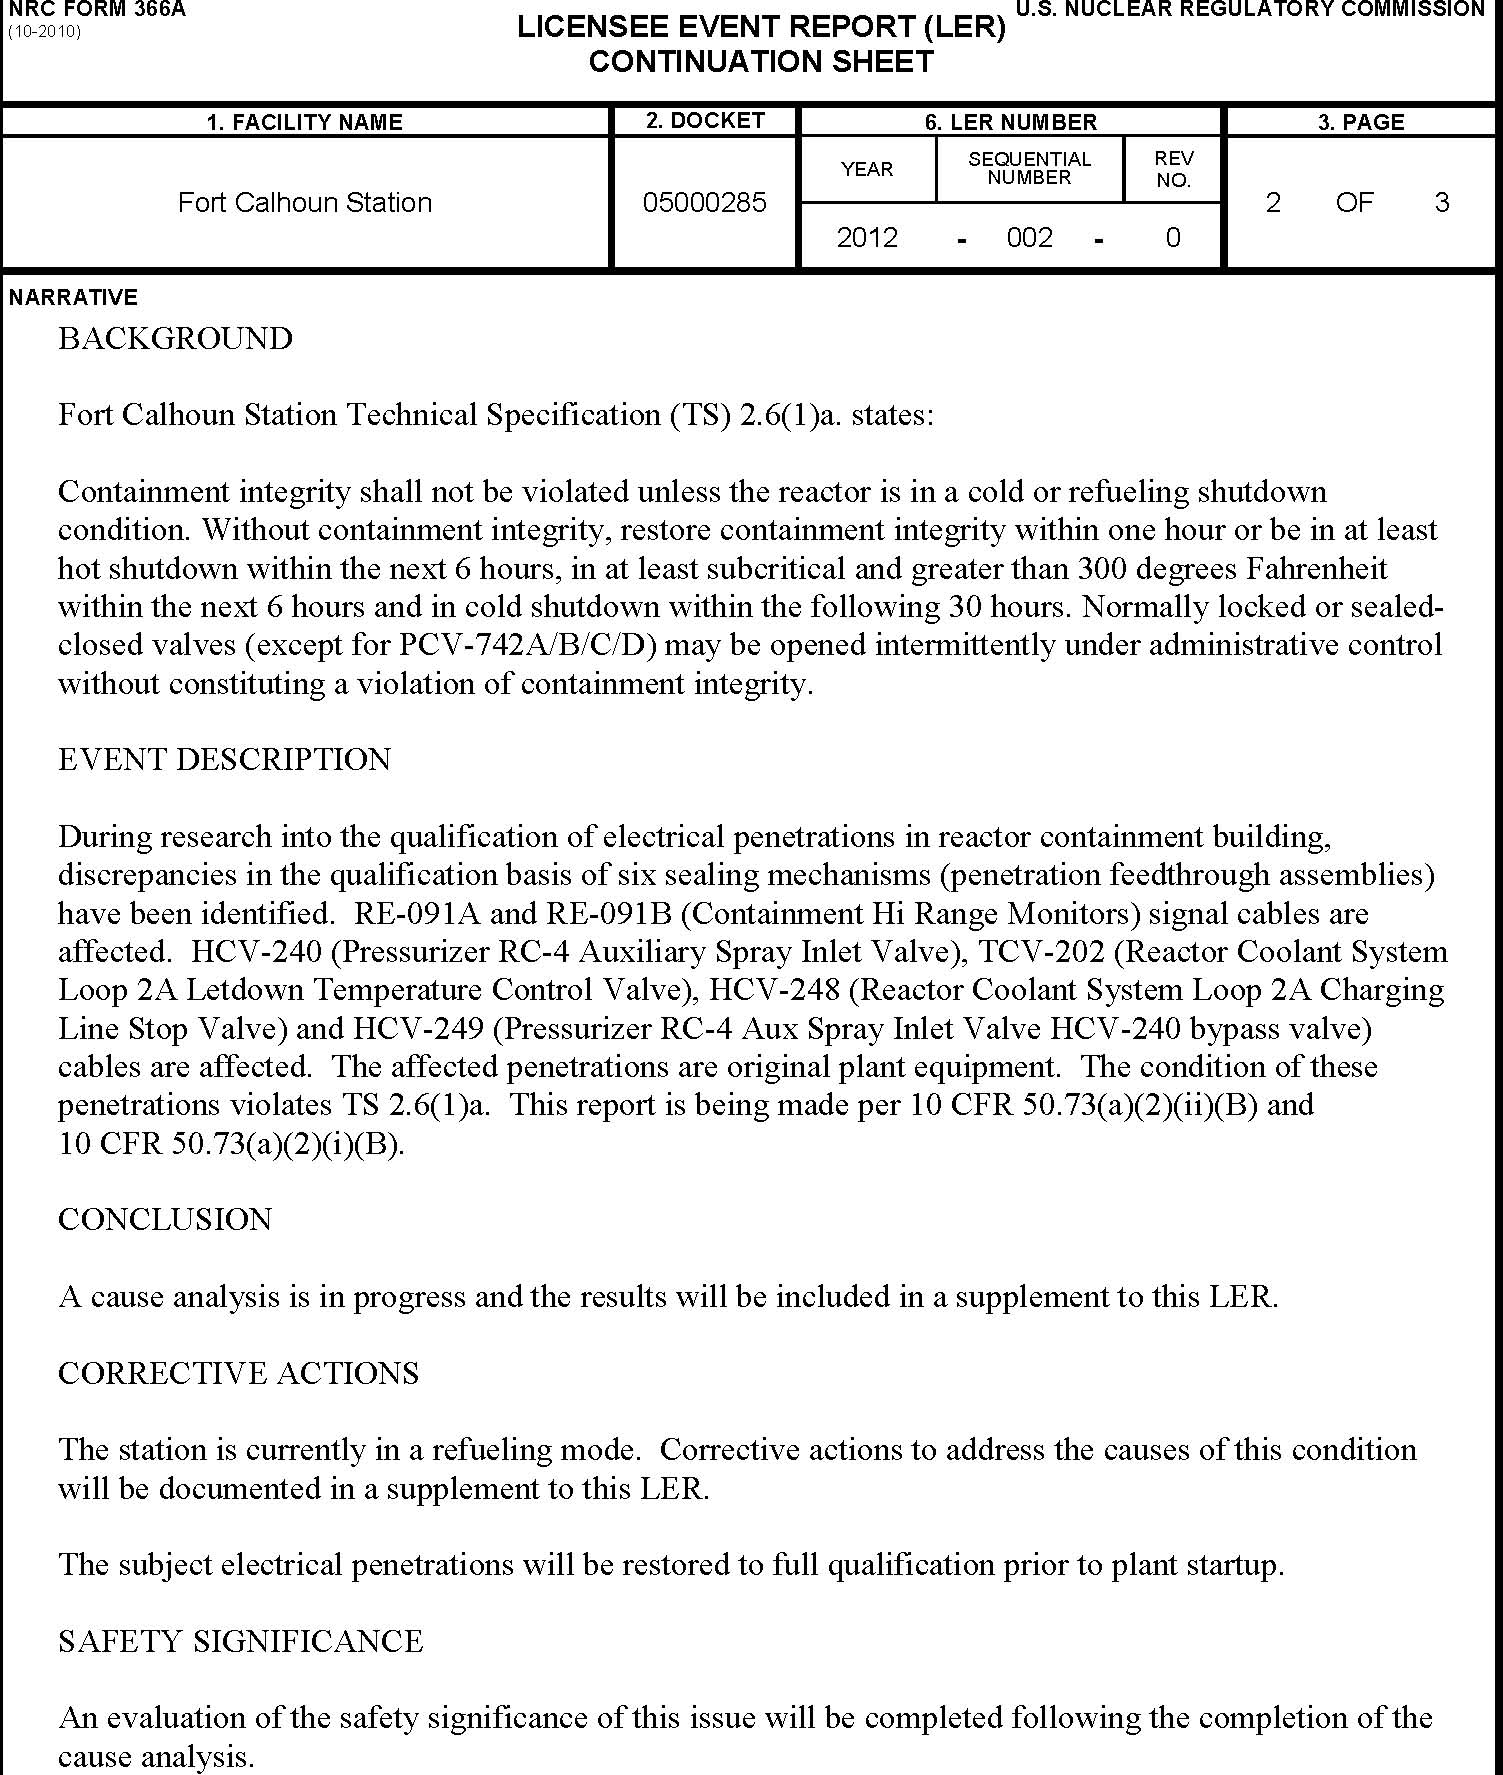 NRC FORM 366A
(10-2010)
U.S. NUCLEAR REGULATORY COMMISSION
LICENSEE EVENT REPORT (LER)
CONTINUATION SHEET
1. FACILITY NAME
2. DOCKET
6. LER NUMBER
3. PAGE
Fort Calhoun Station
05000285
YEAR
SEQUENTIAL
NUMBER
REV
NO.
2 OF 3
2012 - 002 - 0
NARRATIVE
BACKGROUND
Fort Calhoun Station Technical Specification (TS) 2.6(1)a. states:
Containment integrity shall not be violated unless the reactor is in a cold or refueling shutdown
condition. Without containment integrity, restore containment integrity within one hour or be in at least
hot shutdown within the next 6 hours, in at least subcritical and greater than 300 degrees Fahrenheit
within the next 6 hours and in cold shutdown within the following 30 hours. Normally locked or sealed-
closed valves (except for PCV-742A/B/C/D) may be opened intermittently under administrative control
without constituting a violation of containment integrity.
EVENT DESCRIPTION
During research into the qualification of electrical penetrations in reactor containment building,
discrepancies in the qualification basis of six sealing mechanisms (penetration feedthrough assemblies)
have been identified.  RE-091A and RE-091B (Containment Hi Range Monitors) signal cables are
affected.  HCV-240 (Pressurizer RC-4 Auxiliary Spray Inlet Valve), TCV-202 (Reactor Coolant System
Loop 2A Letdown Temperature Control Valve), HCV-248 (Reactor Coolant System Loop 2A Charging
Line Stop Valve) and HCV-249 (Pressurizer RC-4 Aux Spray Inlet Valve HCV-240 bypass valve)
cables are affected.  The affected penetrations are original plant equipment.  The condition of these
penetrations violates TS 2.6(1)a.  This report is being made per 10 CFR 50.73(a)(2)(ii)(B) and
10 CFR 50.73(a)(2)(i)(B).
CONCLUSION
A cause analysis is in progress and the results will be included in a supplement to this LER.
CORRECTIVE ACTIONS
The station is currently in a refueling mode.  Corrective actions to address the causes of this condition
will be documented in a supplement to this LER.
The subject electrical penetrations will be restored to full qualification prior to plant startup.
SAFETY SIGNIFICANCE
An evaluation of the safety significance of this issue will be completed following the completion of the
cause analysis.